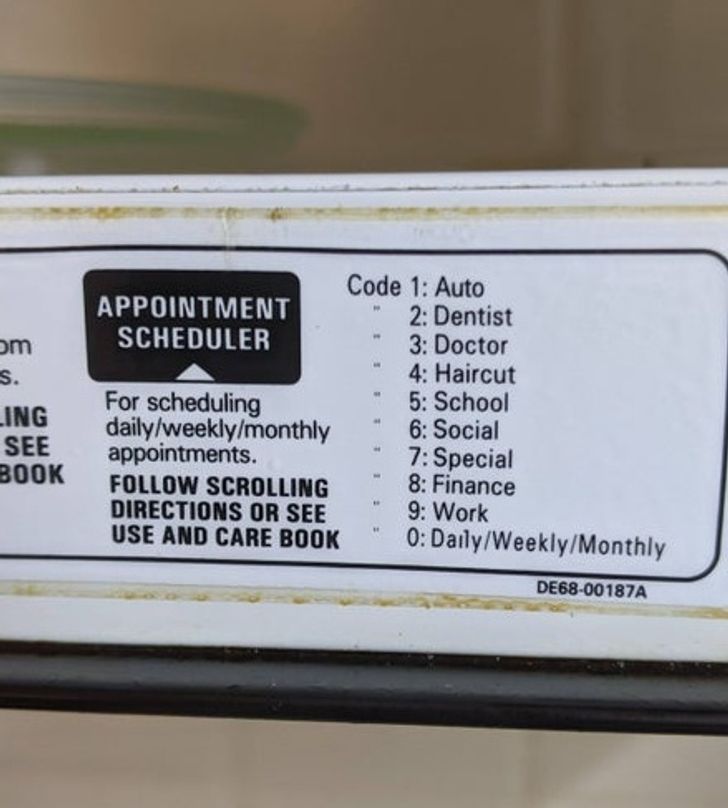 APPOINTMENT
SCHEDULER
For scheduling
daily/weekly/monthly
appointments.
FOLLOW SCROLLING
DIRECTIONS OR SEE
USE AND CARE BOOK
Code 1: Auto
" 2: Dentist
" 3: Doctor
" 4: Haircut
" 5: School
" 6: Social
" 7: Special
" 8: Finance
" 9: Work
" 0: Daily/Weekly/Monthly
SEE
BOOK
DE68-00187A